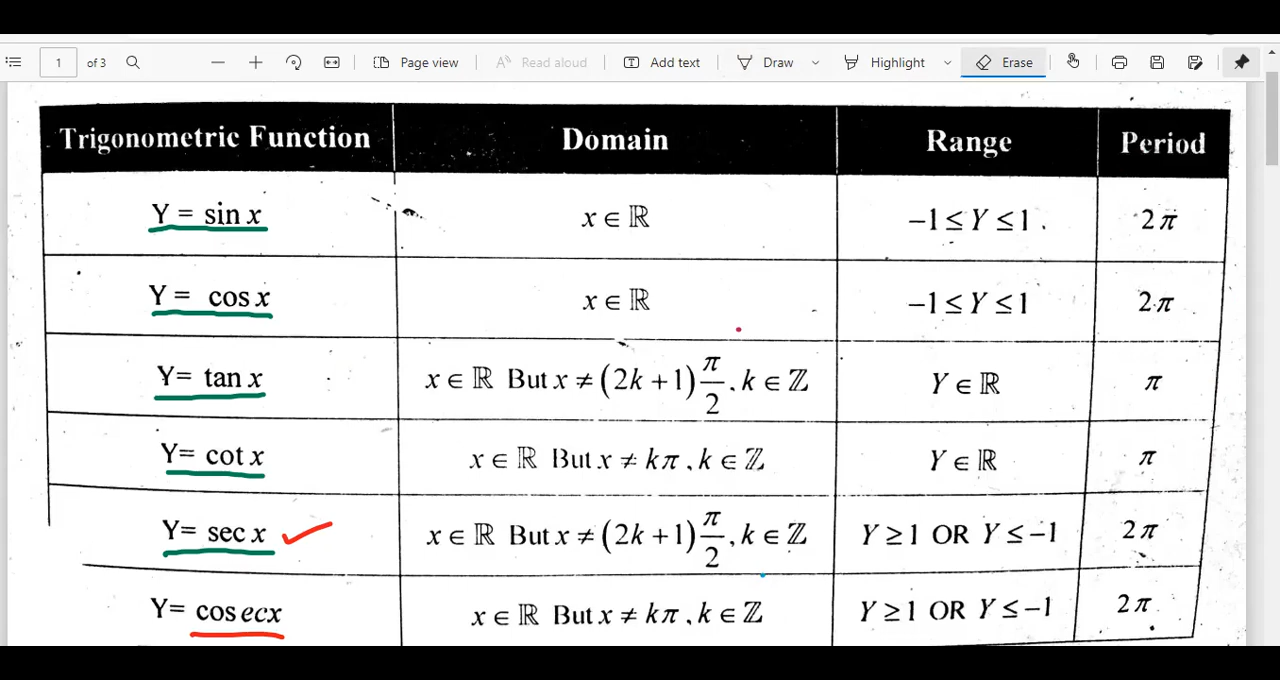 1 of 3 Page view Read aloud Add text Draw Highlight Erase
Trigonometric Function Domain Range Period
Y = sin x x ∈ ℝ −1 ≤ Y ≤ 1 . 2π
Y = cos x x ∈ ℝ −1 ≤ Y ≤ 1 2π
Y= tan x x ∈ ℝ But x ≠ (2k +1) π/2 , k ∈ ℤ Y ∈ ℝ π
Y= cot x x ∈ ℝ But x ≠ kπ , k ∈ ℤ Y ∈ ℝ π
Y= sec x x ∈ ℝ But x ≠ (2k +1) π/2 , k ∈ ℤ Y ≥ 1 OR Y ≤ −1 2π
Y= cos ecx x ∈ ℝ But x ≠ kπ , k ∈ ℤ Y ≥ 1 OR Y ≤ −1 2π